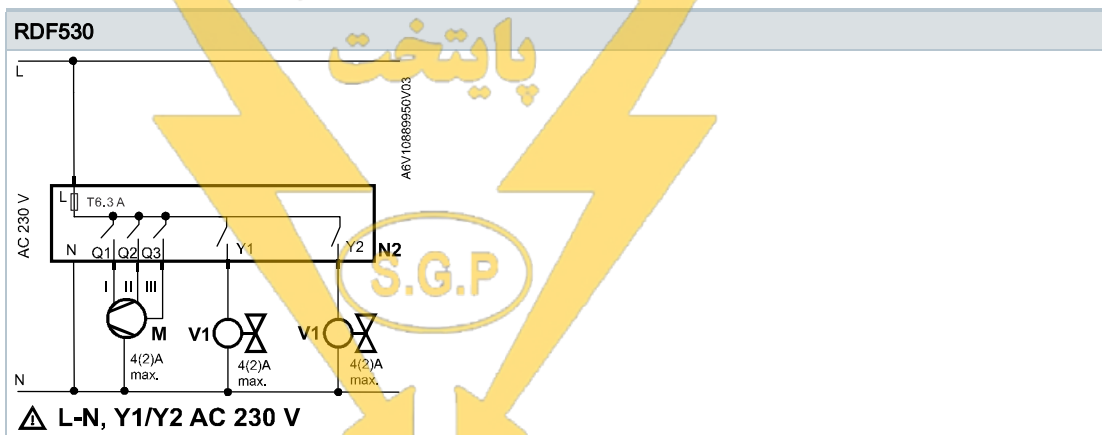 RDF530
پایتخت
L
A6V10889950V03
AC 230 V
L T6.3 A
N Q1 Q2 Q3 Y1 Y2 N2
S.G.P
I II III
M V1 V1
4(2)A max.
4(2)A max.
4(2)A max.
N
⚠ L-N, Y1/Y2 AC 230 V